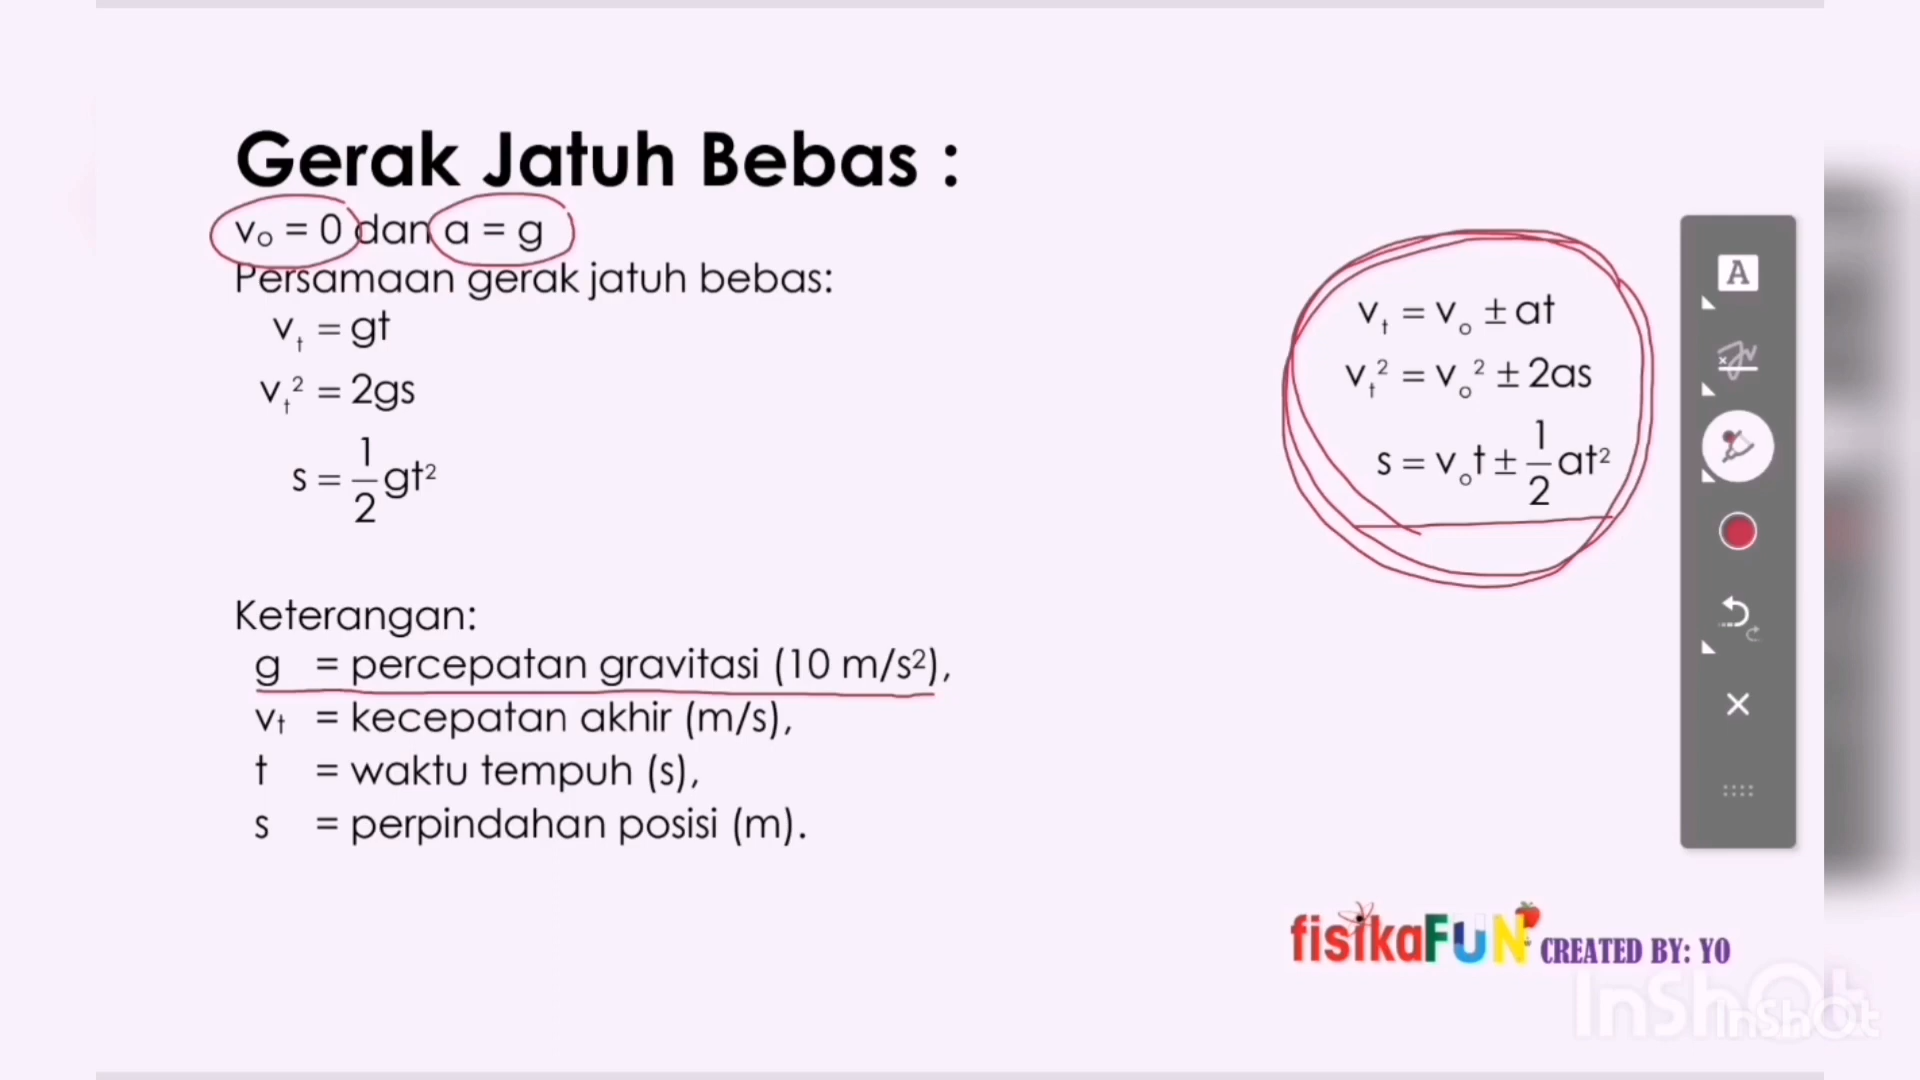 Gerak Jatuh Bebas :
v₀ = 0 dan a = g
Persamaan gerak jatuh bebas:
vₜ = gt
vₜ² = 2gs
s = 1/2 gt²
vₜ = v₀ ± at
vₜ² = v₀² ± 2as
s = v₀t ± 1/2 at²
Keterangan:
g = percepatan gravitasi (10 m/s²),
vₜ = kecepatan akhir (m/s),
t = waktu tempuh (s),
s = perpindahan posisi (m).
A
fisikaFUN CREATED BY: YO
InShOt
InShOt